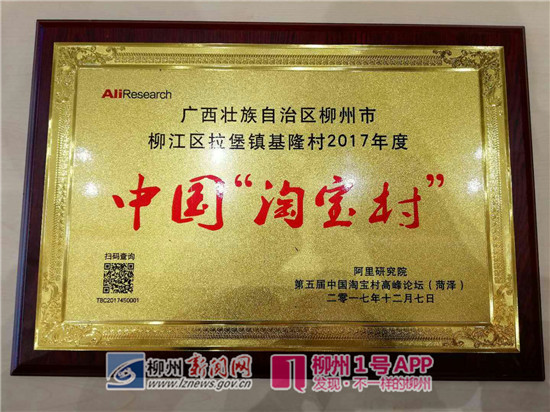 AliResearch
广西壮族自治区柳州市
柳江区拉堡镇基隆村2017年度
中国“淘宝村”
扫码查询
TBC2017450001
阿里研究院
第五届中国淘宝村高峰论坛（菏泽）
二零一七年十二月七日
柳州新闻网
www.lznews.gov.cn
柳州1号APP
发现·不一样的柳州